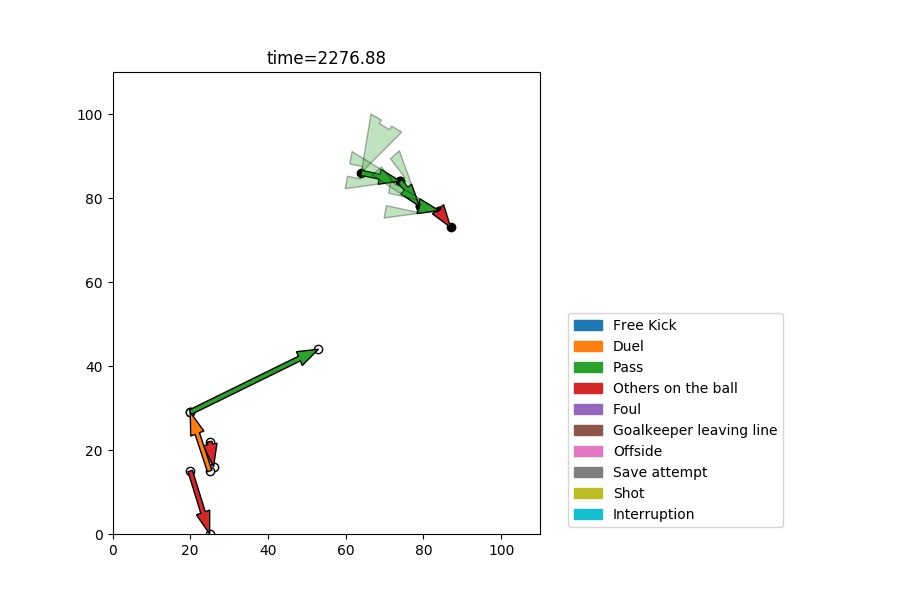 time=2276.88
100
80
60
40
20
0
0 20 40 60 80 100
Free Kick
Duel
Pass
Others on the ball
Foul
Goalkeeper leaving line
Offside
Save attempt
Shot
Interruption